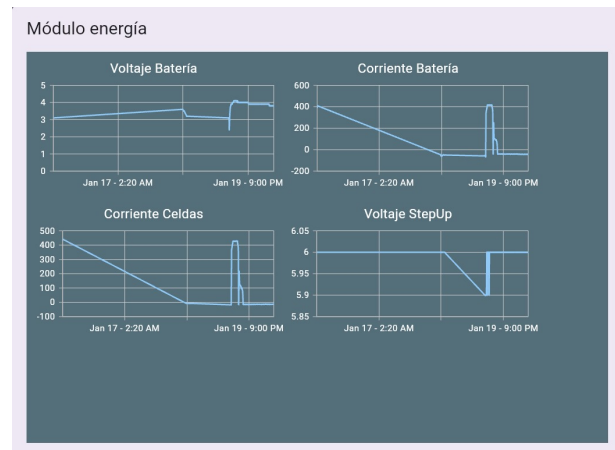 Módulo energía
Voltaje Batería
5
4
3
2
1
0
Jan 17 - 2:20 AM Jan 19 - 9:00 PM
Corriente Batería
600
400
200
0
-200
Jan 17 - 2:20 AM Jan 19 - 9:00 PM
Corriente Celdas
500
400
300
200
100
0
-100
Jan 17 - 2:20 AM Jan 19 - 9:00 PM
Voltaje StepUp
6.05
6
5.95
5.9
5.85
Jan 17 - 2:20 AM Jan 19 - 9:00 PM